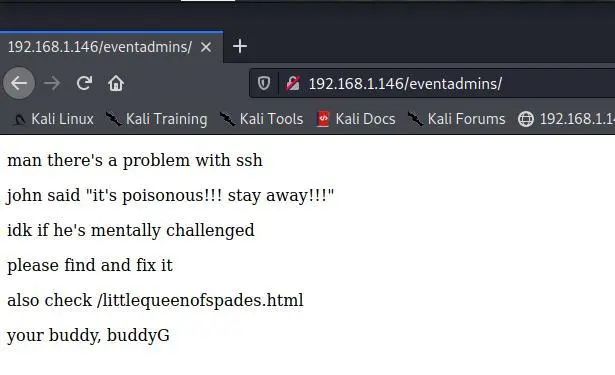 192.168.1.146/eventadmins/
192.168.1.146/eventadmins/
Kali Linux Kali Training Kali Tools Kali Docs Kali Forums 192.168.1.14
man there's a problem with ssh
john said "it's poisonous!!! stay away!!!"
idk if he's mentally challenged
please find and fix it
also check /littlequeenofspades.html
your buddy, buddyG